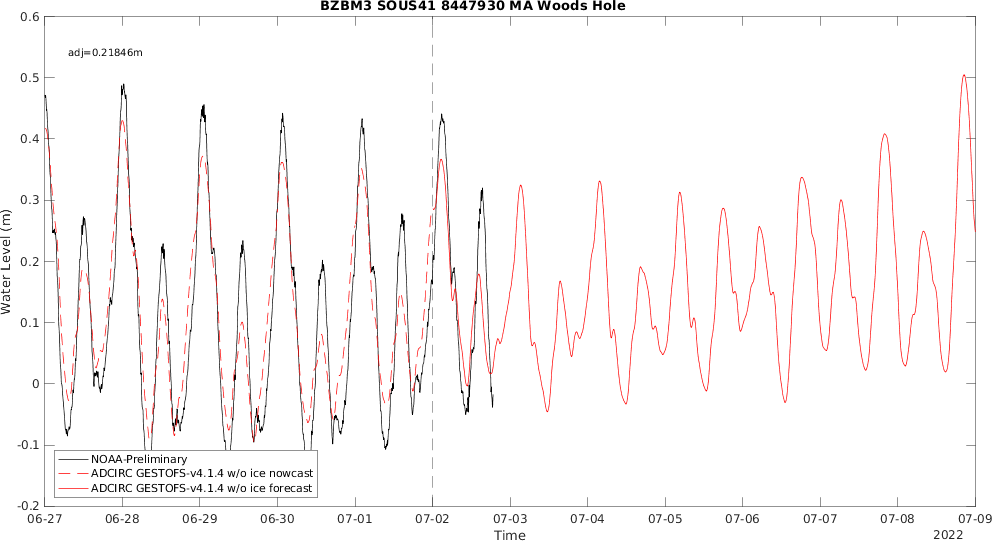 BZBM3 SOUS41 8447930 MA Woods Hole
adj=0.21846m
Water Level (m)
0.6
0.5
0.4
0.3
0.2
0.1
0
-0.1
-0.2
NOAA-Preliminary
ADCIRC GESTOFS-v4.1.4 w/o ice nowcast
ADCIRC GESTOFS-v4.1.4 w/o ice forecast
06-27 06-28 06-29 06-30 07-01 07-02 07-03 07-04 07-05 07-06 07-07 07-08 07-09
Time
2022